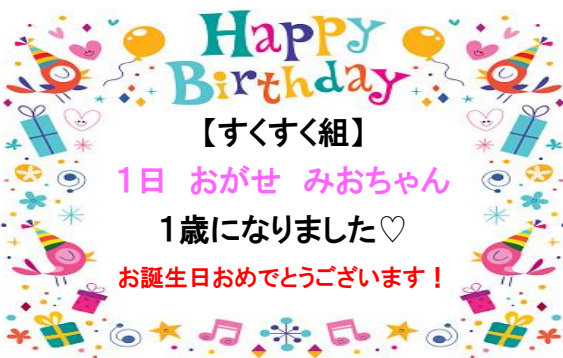 Happy
Birthday
【すくすく組】
1日　おがせ　みおちゃん
1歳になりました♡
お誕生日おめでとうございます！